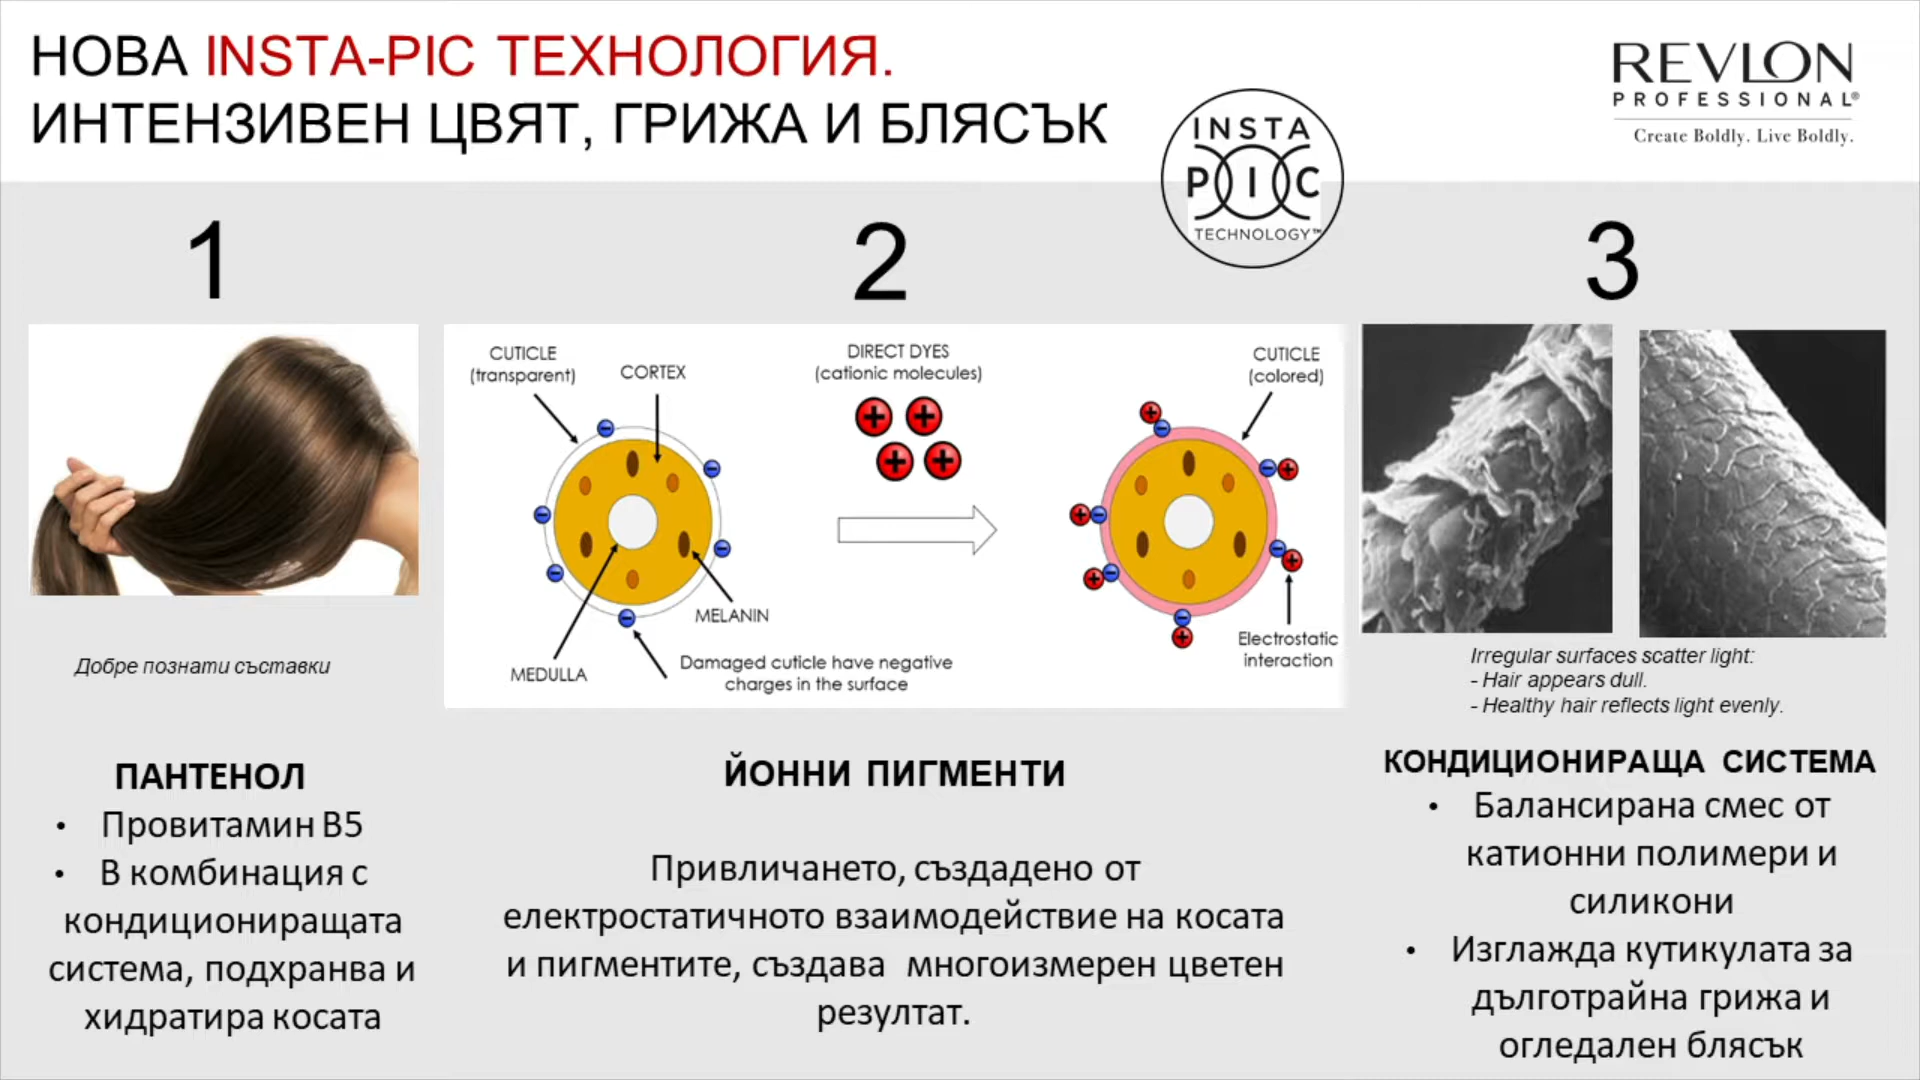 НОВА INSTA-PIC ТЕХНОЛОГИЯ.
ИНТЕНЗИВЕН ЦВЯТ, ГРИЖА И БЛЯСЪК
INSTA
PIC
TECHNOLOGY™
REVLON
PROFESSIONAL®
Create Boldly. Live Boldly.
1
Добре познати съставки
ПАНТЕНОЛ
• Провитамин B5
• В комбинация с
кондициониращата
система, подхранва и
хидратира косата
2
CUTICLE
(transparent)
CORTEX
MELANIN
MEDULLA
Damaged cuticle have negative
charges in the surface
DIRECT DYES
(cationic molecules)
CUTICLE
(colored)
Electrostatic
interaction
ЙОННИ ПИГМЕНТИ
Привличането, създадено от
електростатичното взаимодействие на косата
и пигментите, създава многоизмерен цветен
резултат.
3
Irregular surfaces scatter light:
- Hair appears dull.
- Healthy hair reflects light evenly.
КОНДИЦИОНИРАЩА СИСТЕМА
• Балансирана смес от
катионни полимери и
силикони
• Изглажда кутикулата за
дълготрайна грижа и
огледален блясък